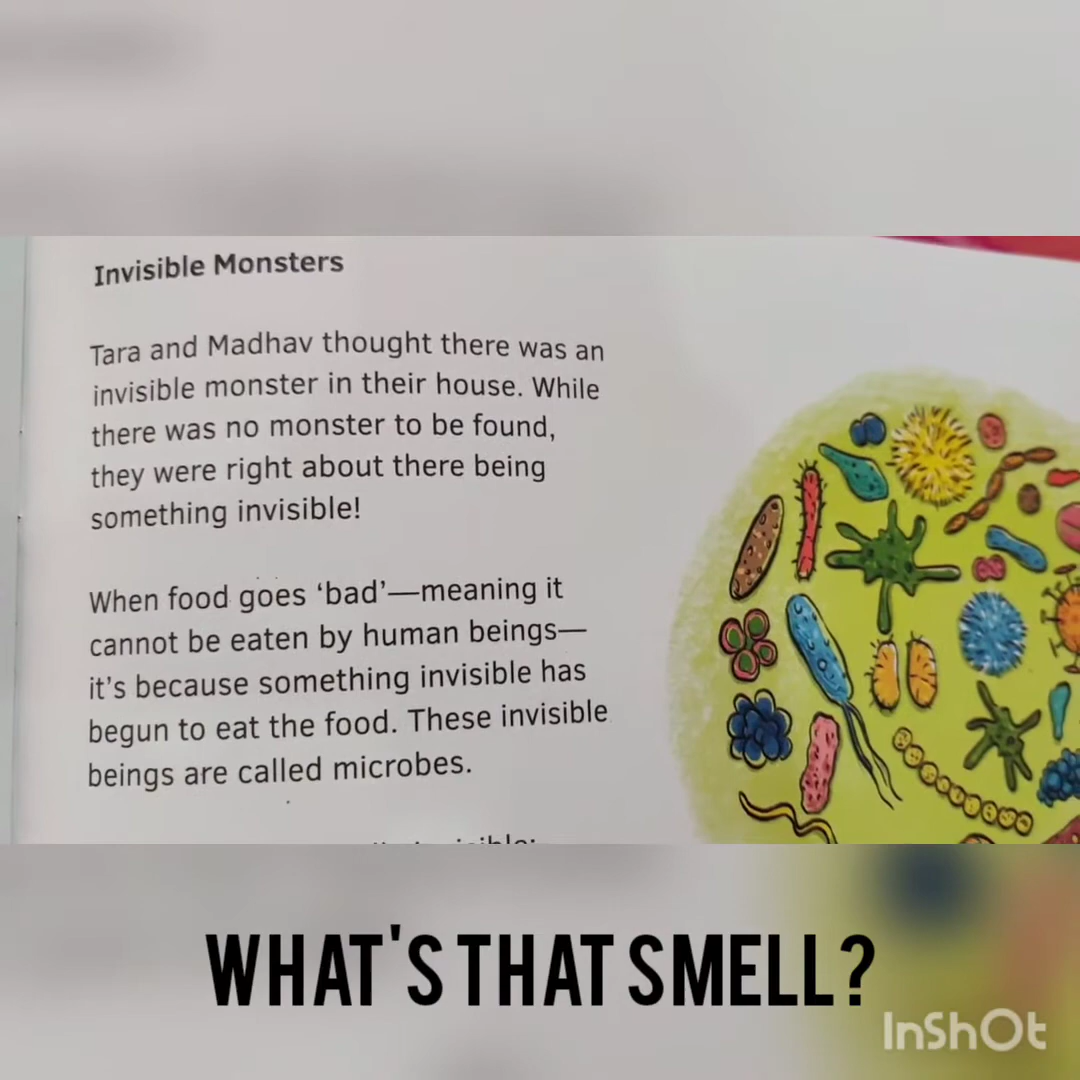 Invisible Monsters
Tara and Madhav thought there was an
invisible monster in their house. While
there was no monster to be found,
they were right about there being
something invisible!
When food goes ‘bad’—meaning it
cannot be eaten by human beings—
it's because something invisible has
begun to eat the food. These invisible
beings are called microbes.
WHAT'S THAT SMELL?
InShOt